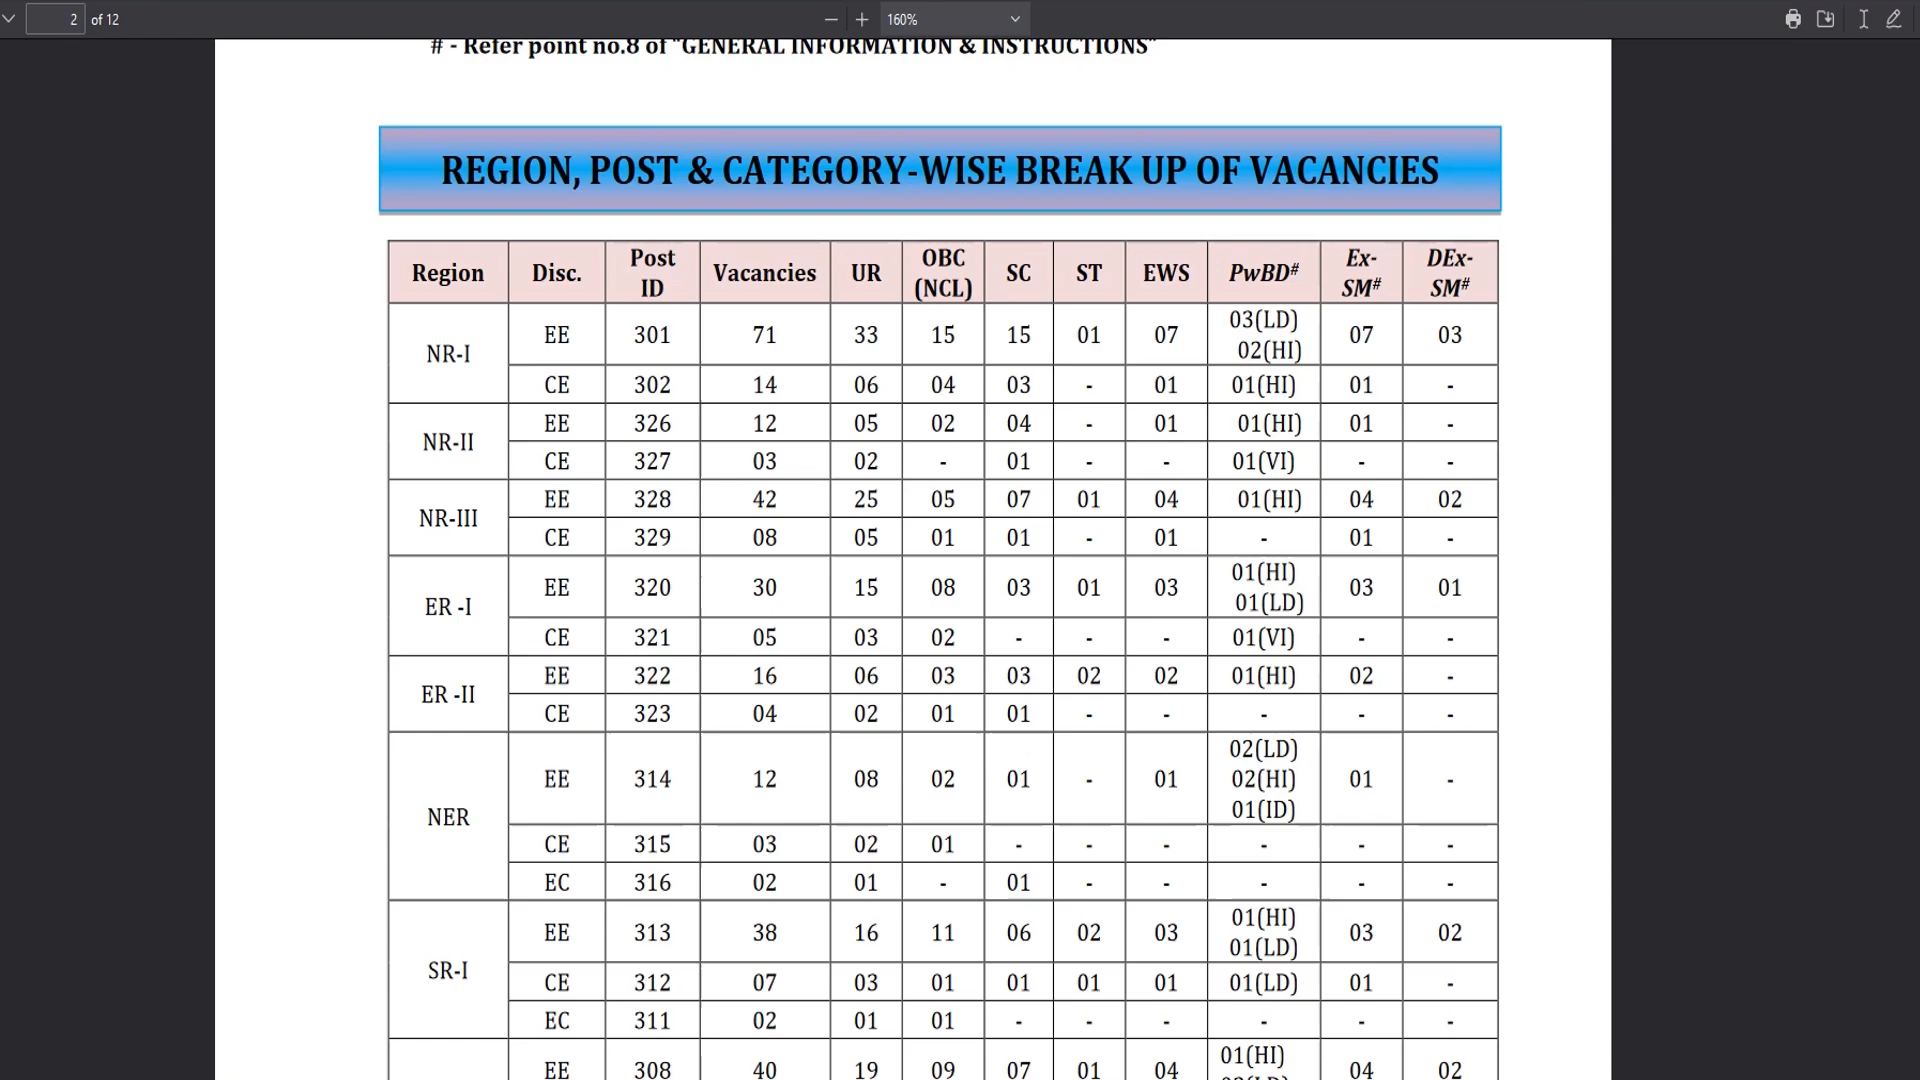 2 of 12 160%
# - Refer point no.8 of "GENERAL INFORMATION & INSTRUCTIONS"
REGION, POST & CATEGORY-WISE BREAK UP OF VACANCIES
Region Disc. Post ID Vacancies UR OBC (NCL) SC ST EWS PwBD# Ex-SM# DEx-SM#
NR-I EE 301 71 33 15 15 01 07 03(LD) 02(HI) 07 03
CE 302 14 06 04 03 - 01 01(HI) 01 -
NR-II EE 326 12 05 02 04 - 01 01(HI) 01 -
CE 327 03 02 - 01 - - 01(VI) - -
NR-III EE 328 42 25 05 07 01 04 01(HI) 04 02
CE 329 08 05 01 01 - 01 - 01 -
ER -I EE 320 30 15 08 03 01 03 01(HI) 01(LD) 03 01
CE 321 05 03 02 - - - 01(VI) - -
ER -II EE 322 16 06 03 03 02 02 01(HI) 02 -
CE 323 04 02 01 01 - - - - -
NER EE 314 12 08 02 01 - 01 02(LD) 02(HI) 01(ID) 01 -
CE 315 03 02 01 - - - - - -
EC 316 02 01 - 01 - - - - -
SR-I EE 313 38 16 11 06 02 03 01(HI) 01(LD) 03 02
CE 312 07 03 01 01 01 01 01(LD) 01 -
EC 311 02 01 01 - - - - - -
EE 308 40 19 09 07 01 04 01(HI) 04 02